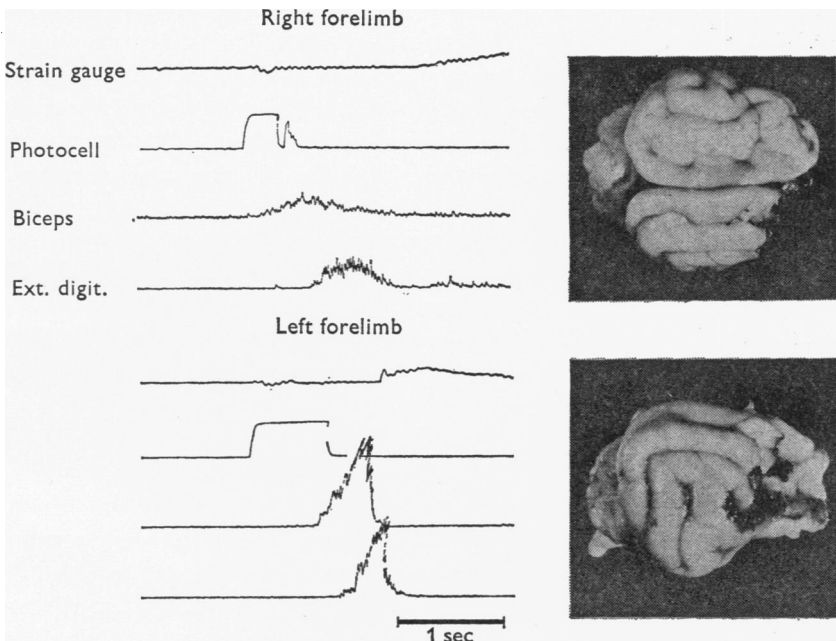 Right forelimb
Strain gauge
Photocell
Biceps
Ext. digit.
Left forelimb
1 sec